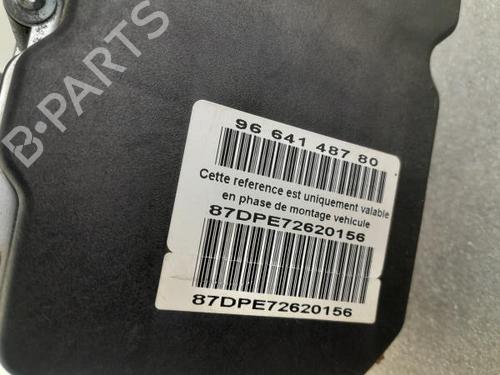 B-PARTS
96 641 487 80
Cette reference est uniquement valable
en phase de montage vehicule
87DPE72620156
87DPE72620156